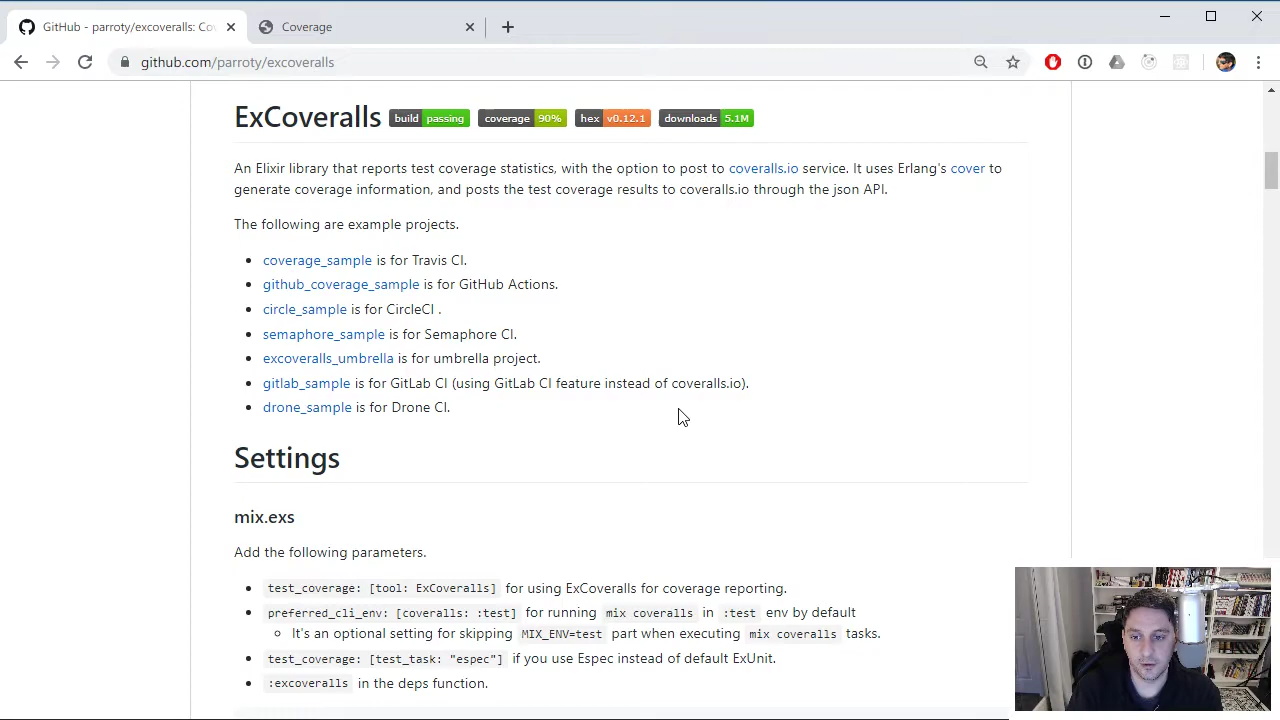 GitHub - parroty/excoveralls: Cov
Coverage
github.com/parroty/excoveralls
ExCoveralls build passing coverage 90% hex v0.12.1 downloads 5.1M
An Elixir library that reports test coverage statistics, with the option to post to coveralls.io service. It uses Erlang's cover to
generate coverage information, and posts the test coverage results to coveralls.io through the json API.
The following are example projects.
coverage_sample is for Travis CI.
github_coverage_sample is for GitHub Actions.
circle_sample is for CircleCI .
semaphore_sample is for Semaphore CI.
excoveralls_umbrella is for umbrella project.
gitlab_sample is for GitLab CI (using GitLab CI feature instead of coveralls.io).
drone_sample is for Drone CI.
Settings
mix.exs
Add the following parameters.
test_coverage: [tool: ExCoveralls] for using ExCoveralls for coverage reporting.
preferred_cli_env: [coveralls: :test] for running mix coveralls in :test env by default
It's an optional setting for skipping MIX_ENV=test part when executing mix coveralls tasks.
test_coverage: [test_task: "espec"] if you use Espec instead of default ExUnit.
:excoveralls in the deps function.